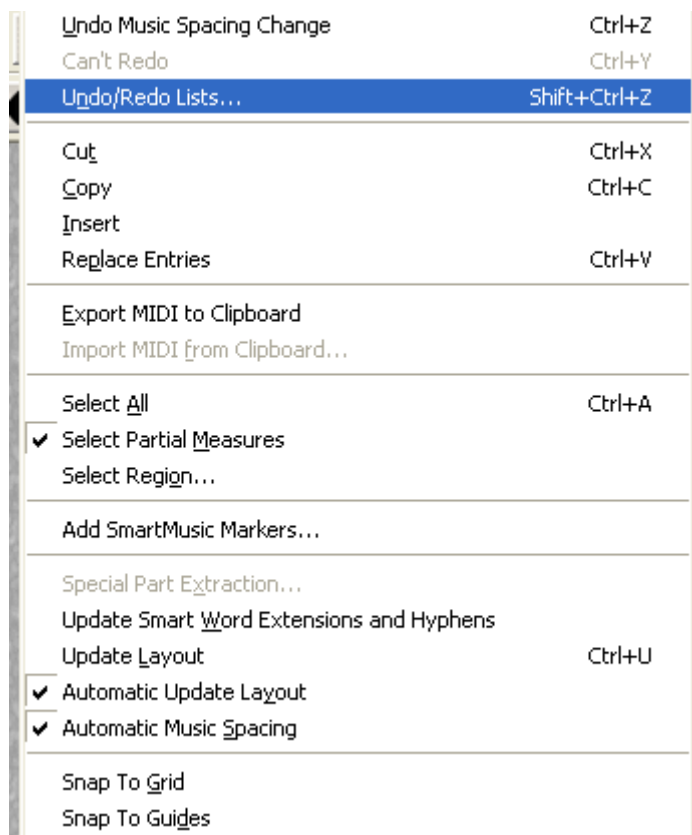 Undo Music Spacing Change Ctrl+Z
Can't Redo Ctrl+Y
Undo/Redo Lists... Shift+Ctrl+Z
Cut Ctrl+X
Copy Ctrl+C
Insert
Replace Entries Ctrl+V
Export MIDI to Clipboard
Import MIDI from Clipboard...
Select All Ctrl+A
Select Partial Measures
Select Region...
Add SmartMusic Markers...
Special Part Extraction...
Update Smart Word Extensions and Hyphens
Update Layout Ctrl+U
Automatic Update Layout
Automatic Music Spacing
Snap To Grid
Snap To Guides